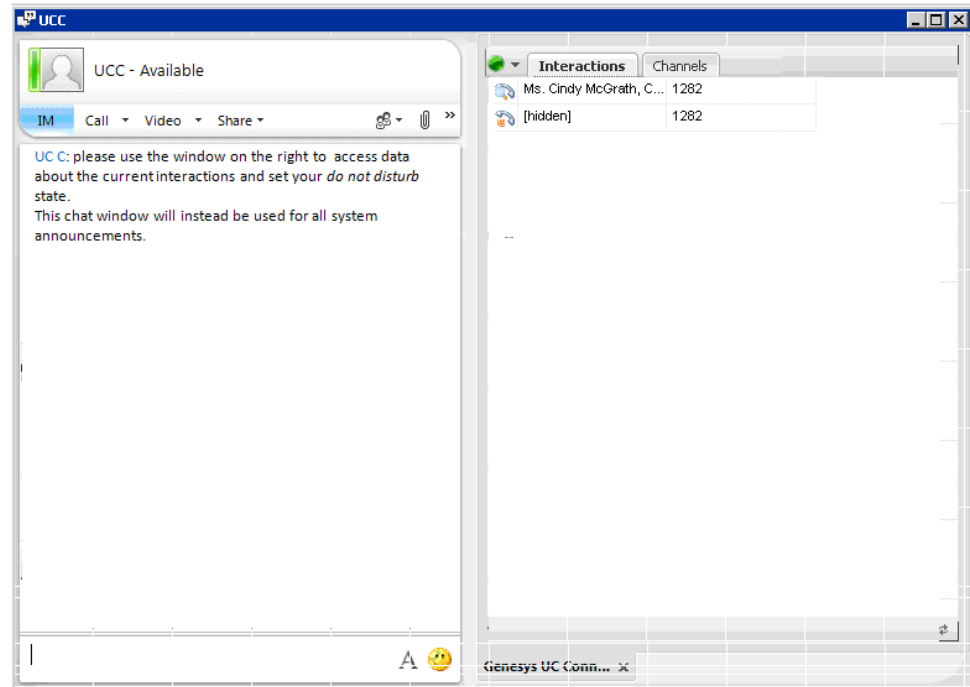 UCC
UCC - Available
IM Call Video Share »
UC C: please use the window on the right to access data
about the current interactions and set your do not disturb
state.
This chat window will instead be used for all system
announcements.
A
Interactions Channels
Ms. Cindy McGrath, C... 1282
[hidden] 1282
--
Genesys UC Conn... x